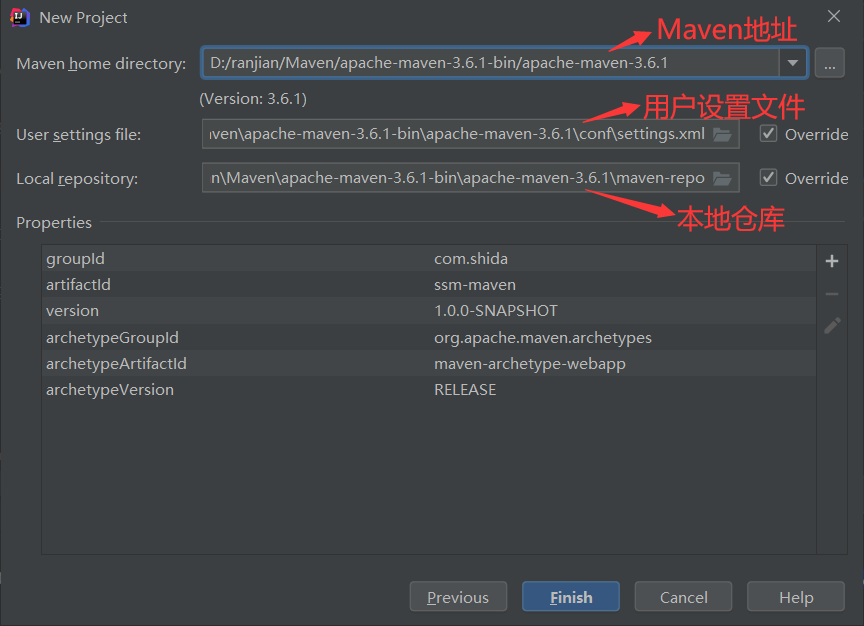 New Project
Maven地址
Maven home directory: D:/ranjian/Maven/apache-maven-3.6.1-bin/apache-maven-3.6.1 ...
(Version: 3.6.1)
用户设置文件
User settings file: ven\apache-maven-3.6.1-bin\apache-maven-3.6.1\conf\settings.xml Override
Local repository: n\Maven\apache-maven-3.6.1-bin\apache-maven-3.6.1\maven-repo Override
本地仓库
Properties
groupId com.shida
artifactId ssm-maven
version 1.0.0-SNAPSHOT
archetypeGroupId org.apache.maven.archetypes
archetypeArtifactId maven-archetype-webapp
archetypeVersion RELEASE
Previous Finish Cancel Help